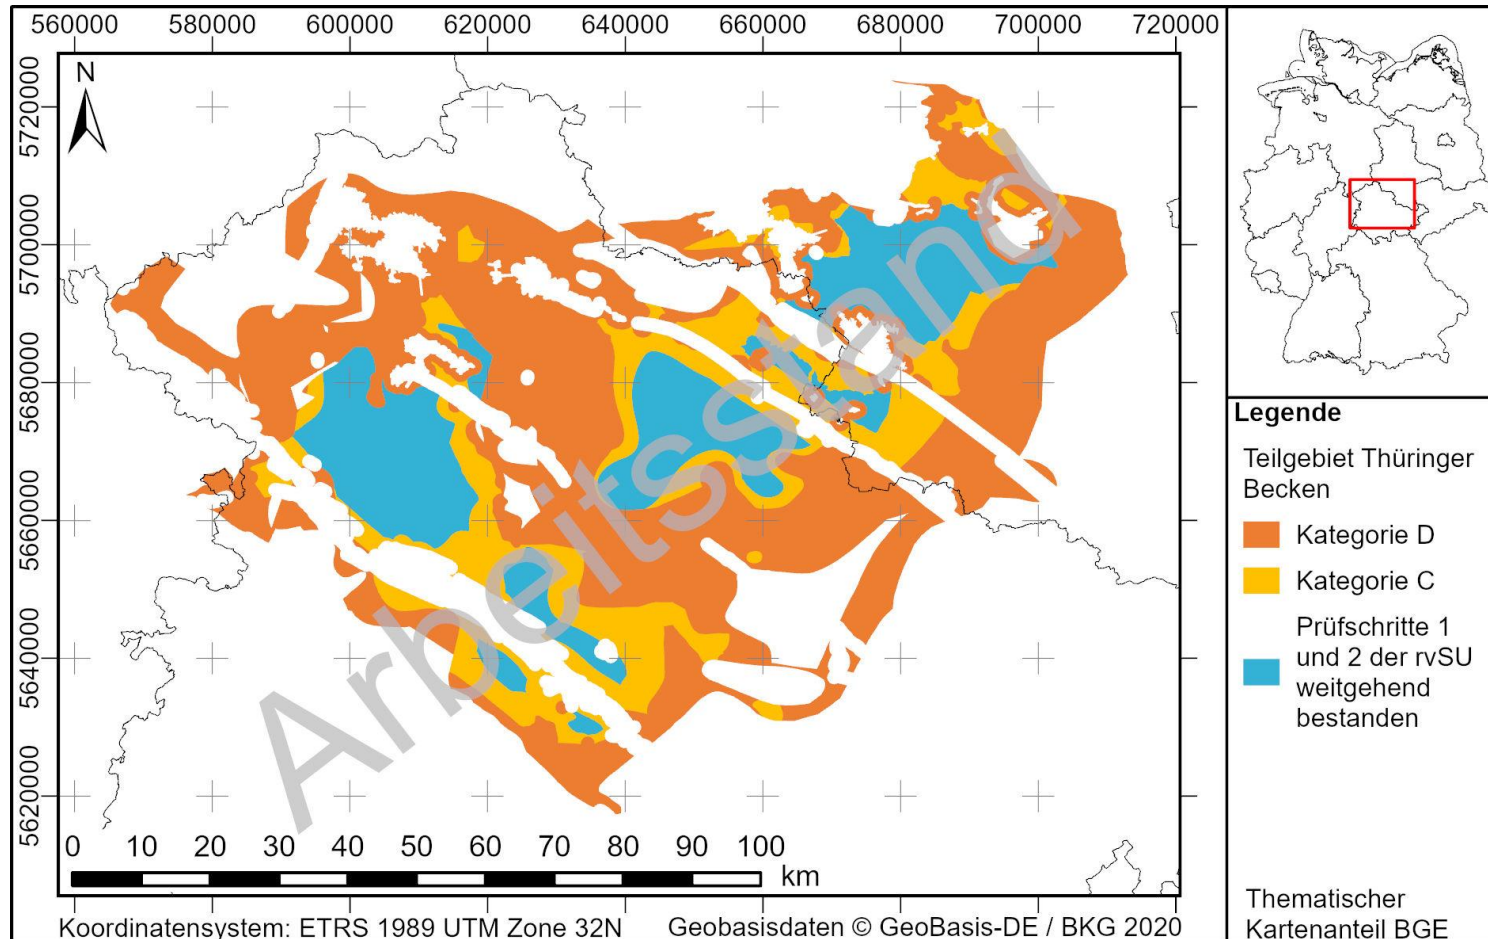 560000 580000 600000 620000 640000 660000 680000 700000 720000
5720000
5700000
5680000
5660000
5640000
5620000
N
Arbeitsstand
0 10 20 30 40 50 60 70 80 90 100
km
Koordinatensystem: ETRS 1989 UTM Zone 32N
Geobasisdaten © GeoBasis-DE / BKG 2020
Legende
Teilgebiet Thüringer
Becken
Kategorie D
Kategorie C
Prüfschritte 1
und 2 der rvSU
weitgehend
bestanden
Thematischer
Kartenanteil BGE